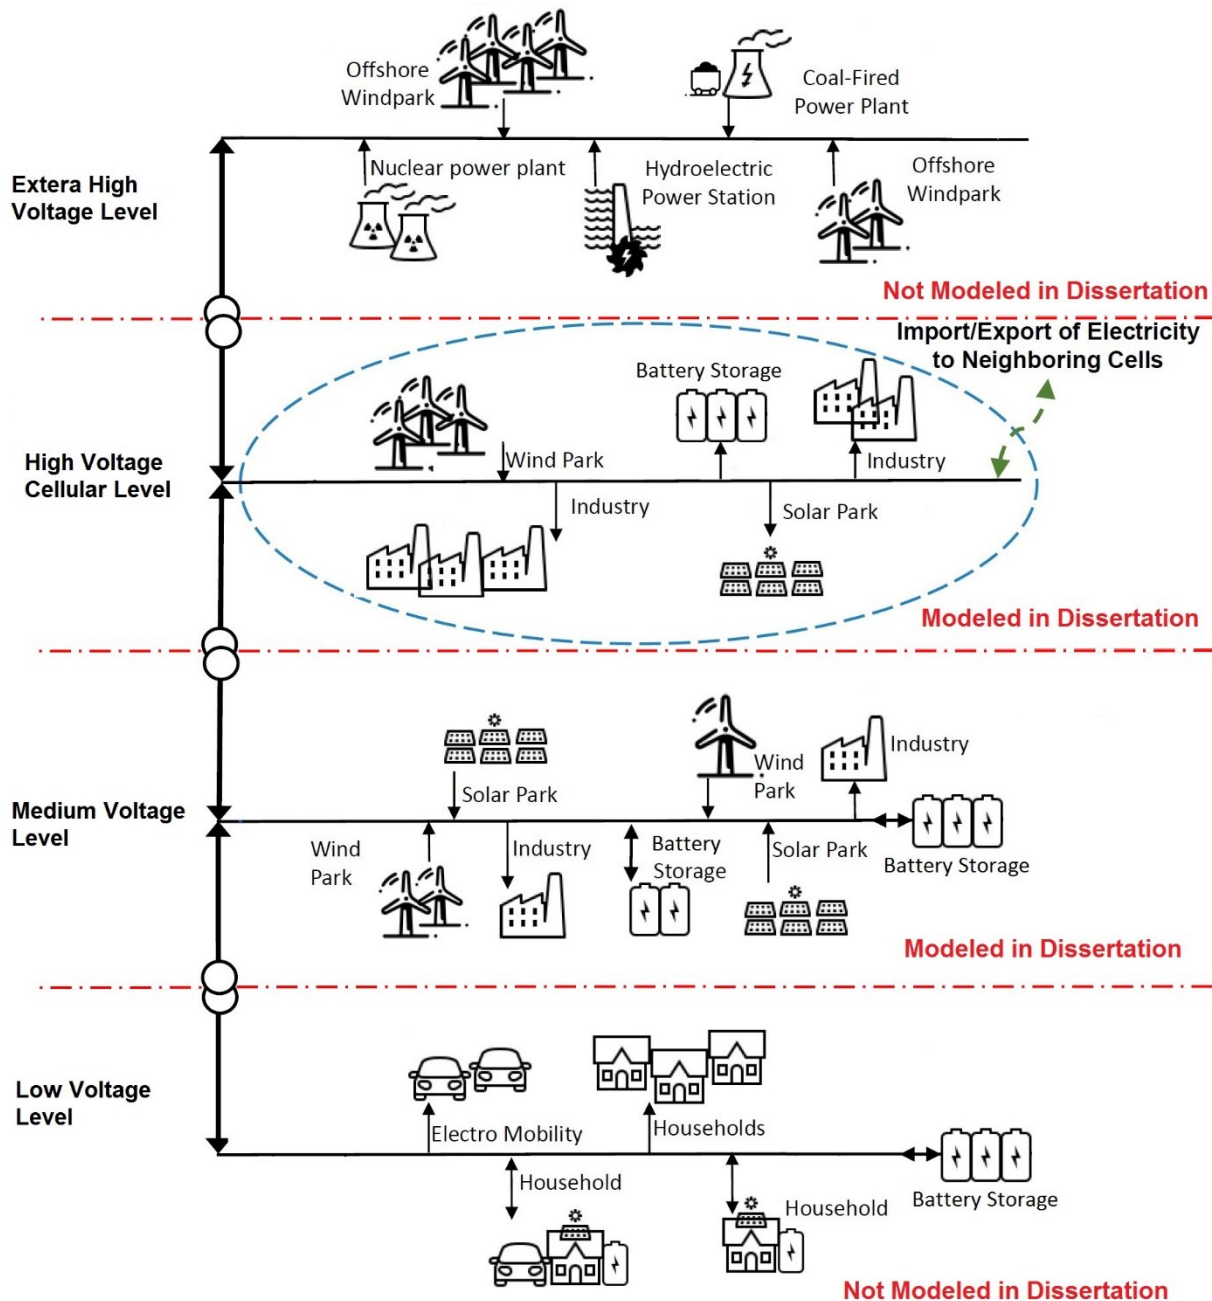 Offshore
Windpark
Coal-Fired
Power Plant
Extera High
Voltage Level
Nuclear power plant
Hydroelectric
Power Station
Offshore
Windpark
Not Modeled in Dissertation
Import/Export of Electricity
to Neighboring Cells
Battery Storage
High Voltage
Cellular Level
Wind Park
Industry
Industry
Solar Park
Modeled in Dissertation
Medium Voltage
Level
Solar Park
Wind
Park
Industry
Wind
Park
Industry
Battery
Storage
Solar Park
Battery Storage
Modeled in Dissertation
Low Voltage
Level
Electro Mobility
Households
Household
Household
Battery Storage
Not Modeled in Dissertation